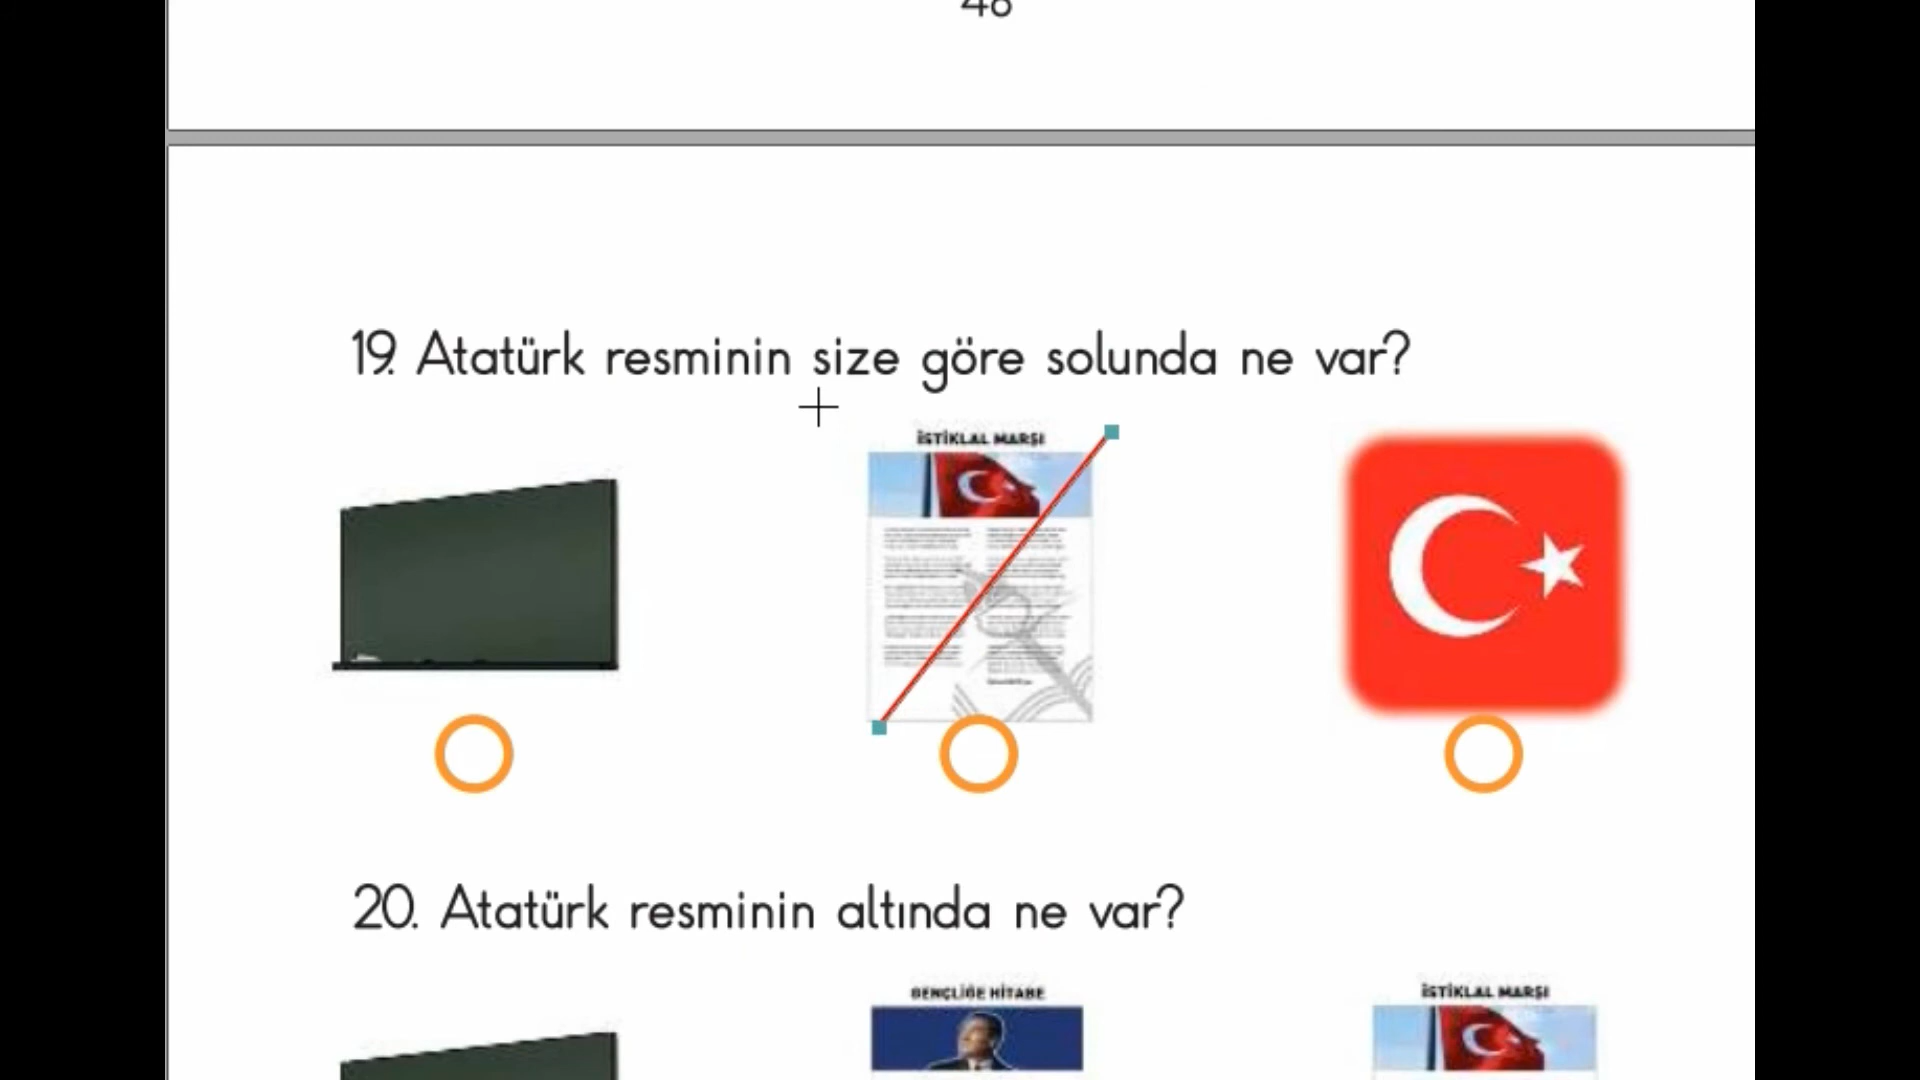 48
19. Atatürk resminin size göre solunda ne var?
İSTİKLAL MARŞI
20. Atatürk resminin altında ne var?
GENÇLİĞE HİTABE
İSTİKLAL MARŞI